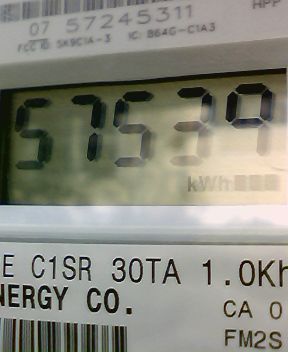 HPP
07 57245311
FCC ID: SK9C1A-3 IC: 864G-C1A3
57539
kWh
E C1SR 30TA 1.0Kh
NERGY CO.
CA 0
FM2S